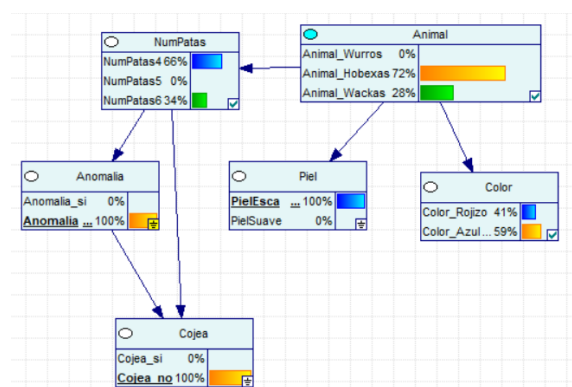 NumPatas
NumPatas4 66%
NumPatas5 0%
NumPatas6 34%
Animal
Animal_Wurros 0%
Animal_Hobexas 72%
Animal_Wackas 28%
Anomalia
Anomalia_si 0%
Anomalia ... 100%
Piel
PielEsca ... 100%
PielSuave 0%
Color
Color_Rojizo 41%
Color_Azul... 59%
Cojea
Cojea_si 0%
Cojea_no 100%